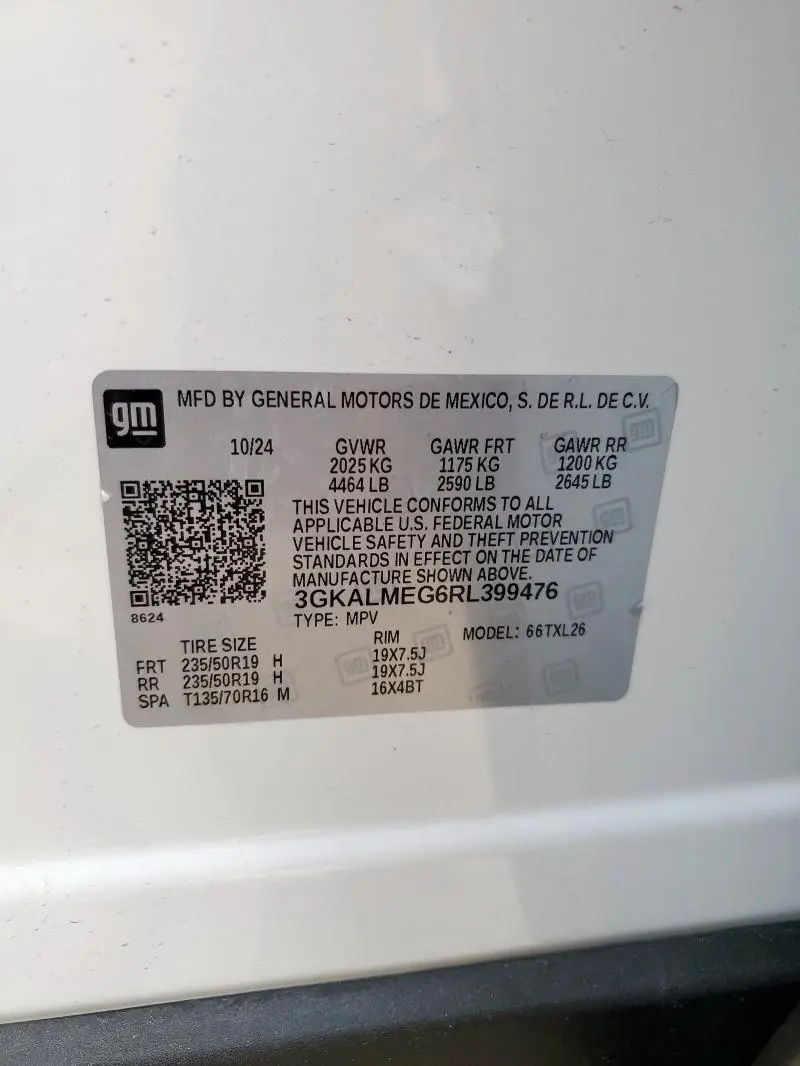 gm MFD BY GENERAL MOTORS DE MEXICO, S. DE R.L. DE C.V.
10/24 GVWR GAWR FRT GAWR RR
2025 KG 1175 KG 1200 KG
4464 LB 2590 LB 2645 LB
THIS VEHICLE CONFORMS TO ALL
APPLICABLE U.S. FEDERAL MOTOR
VEHICLE SAFETY AND THEFT PREVENTION
STANDARDS IN EFFECT ON THE DATE OF
MANUFACTURE SHOWN ABOVE.
3GKALMEG6RL399476
8624
TYPE: MPV MODEL: 66TXL26
TIRE SIZE RIM
FRT 235/50R19 H 19X7.5J
RR 235/50R19 H 19X7.5J
SPA T135/70R16 M 16X4BT